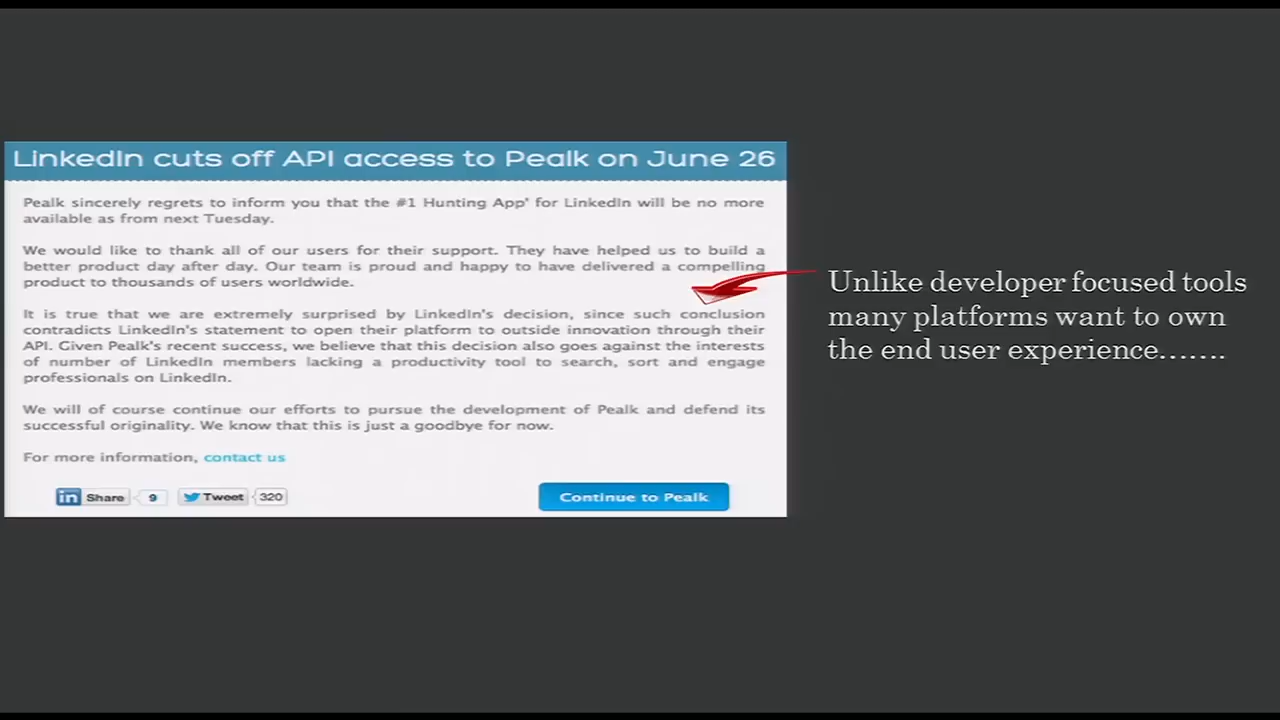 LinkedIn cuts off API access to Pealk on June 26
Pealk sincerely regrets to inform you that the #1 Hunting App' for LinkedIn will be no more
available as from next Tuesday.
We would like to thank all of our users for their support. They have helped us to build a
better product day after day. Our team is proud and happy to have delivered a compelling
product to thousands of users worldwide.
It is true that we are extremely surprised by LinkedIn's decision, since such conclusion
contradicts LinkedIn's statement to open their platform to outside innovation through their
API. Given Pealk's recent success, we believe that this decision also goes against the interests
of number of LinkedIn members lacking a productivity tool to search, sort and engage
professionals on LinkedIn.
We will of course continue our efforts to pursue the development of Pealk and defend its
successful originality. We know that this is just a goodbye for now.
For more information, contact us
in Share 9 Tweet 320
Continue to Pealk
Unlike developer focused tools
many platforms want to own
the end user experience…….